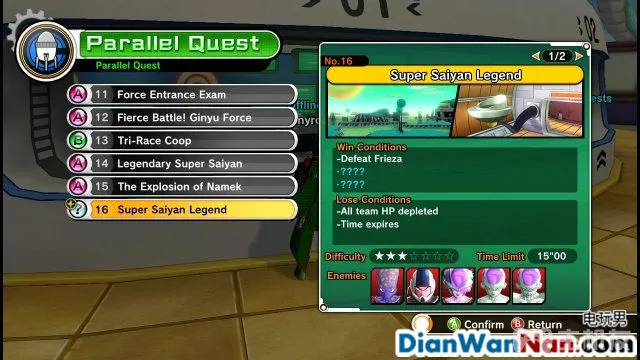 Parallel Quest
Parallel Quest
A 11 Force Entrance Exam
A 12 Fierce Battle! Ginyu Force
B 13 Tri-Race Coop
A 14 Legendary Super Saiyan
A 15 The Explosion of Namek
? 16 Super Saiyan Legend
No.16
1/2
Super Saiyan Legend
Win Conditions
-Defeat Frieza
·????
·????
Lose Conditions
-All team HP depleted
-Time expires
Difficulty ★★★☆☆☆☆
Time Limit 15"00
Enemies
A Confirm B Return
电玩男
DianWanNan.com